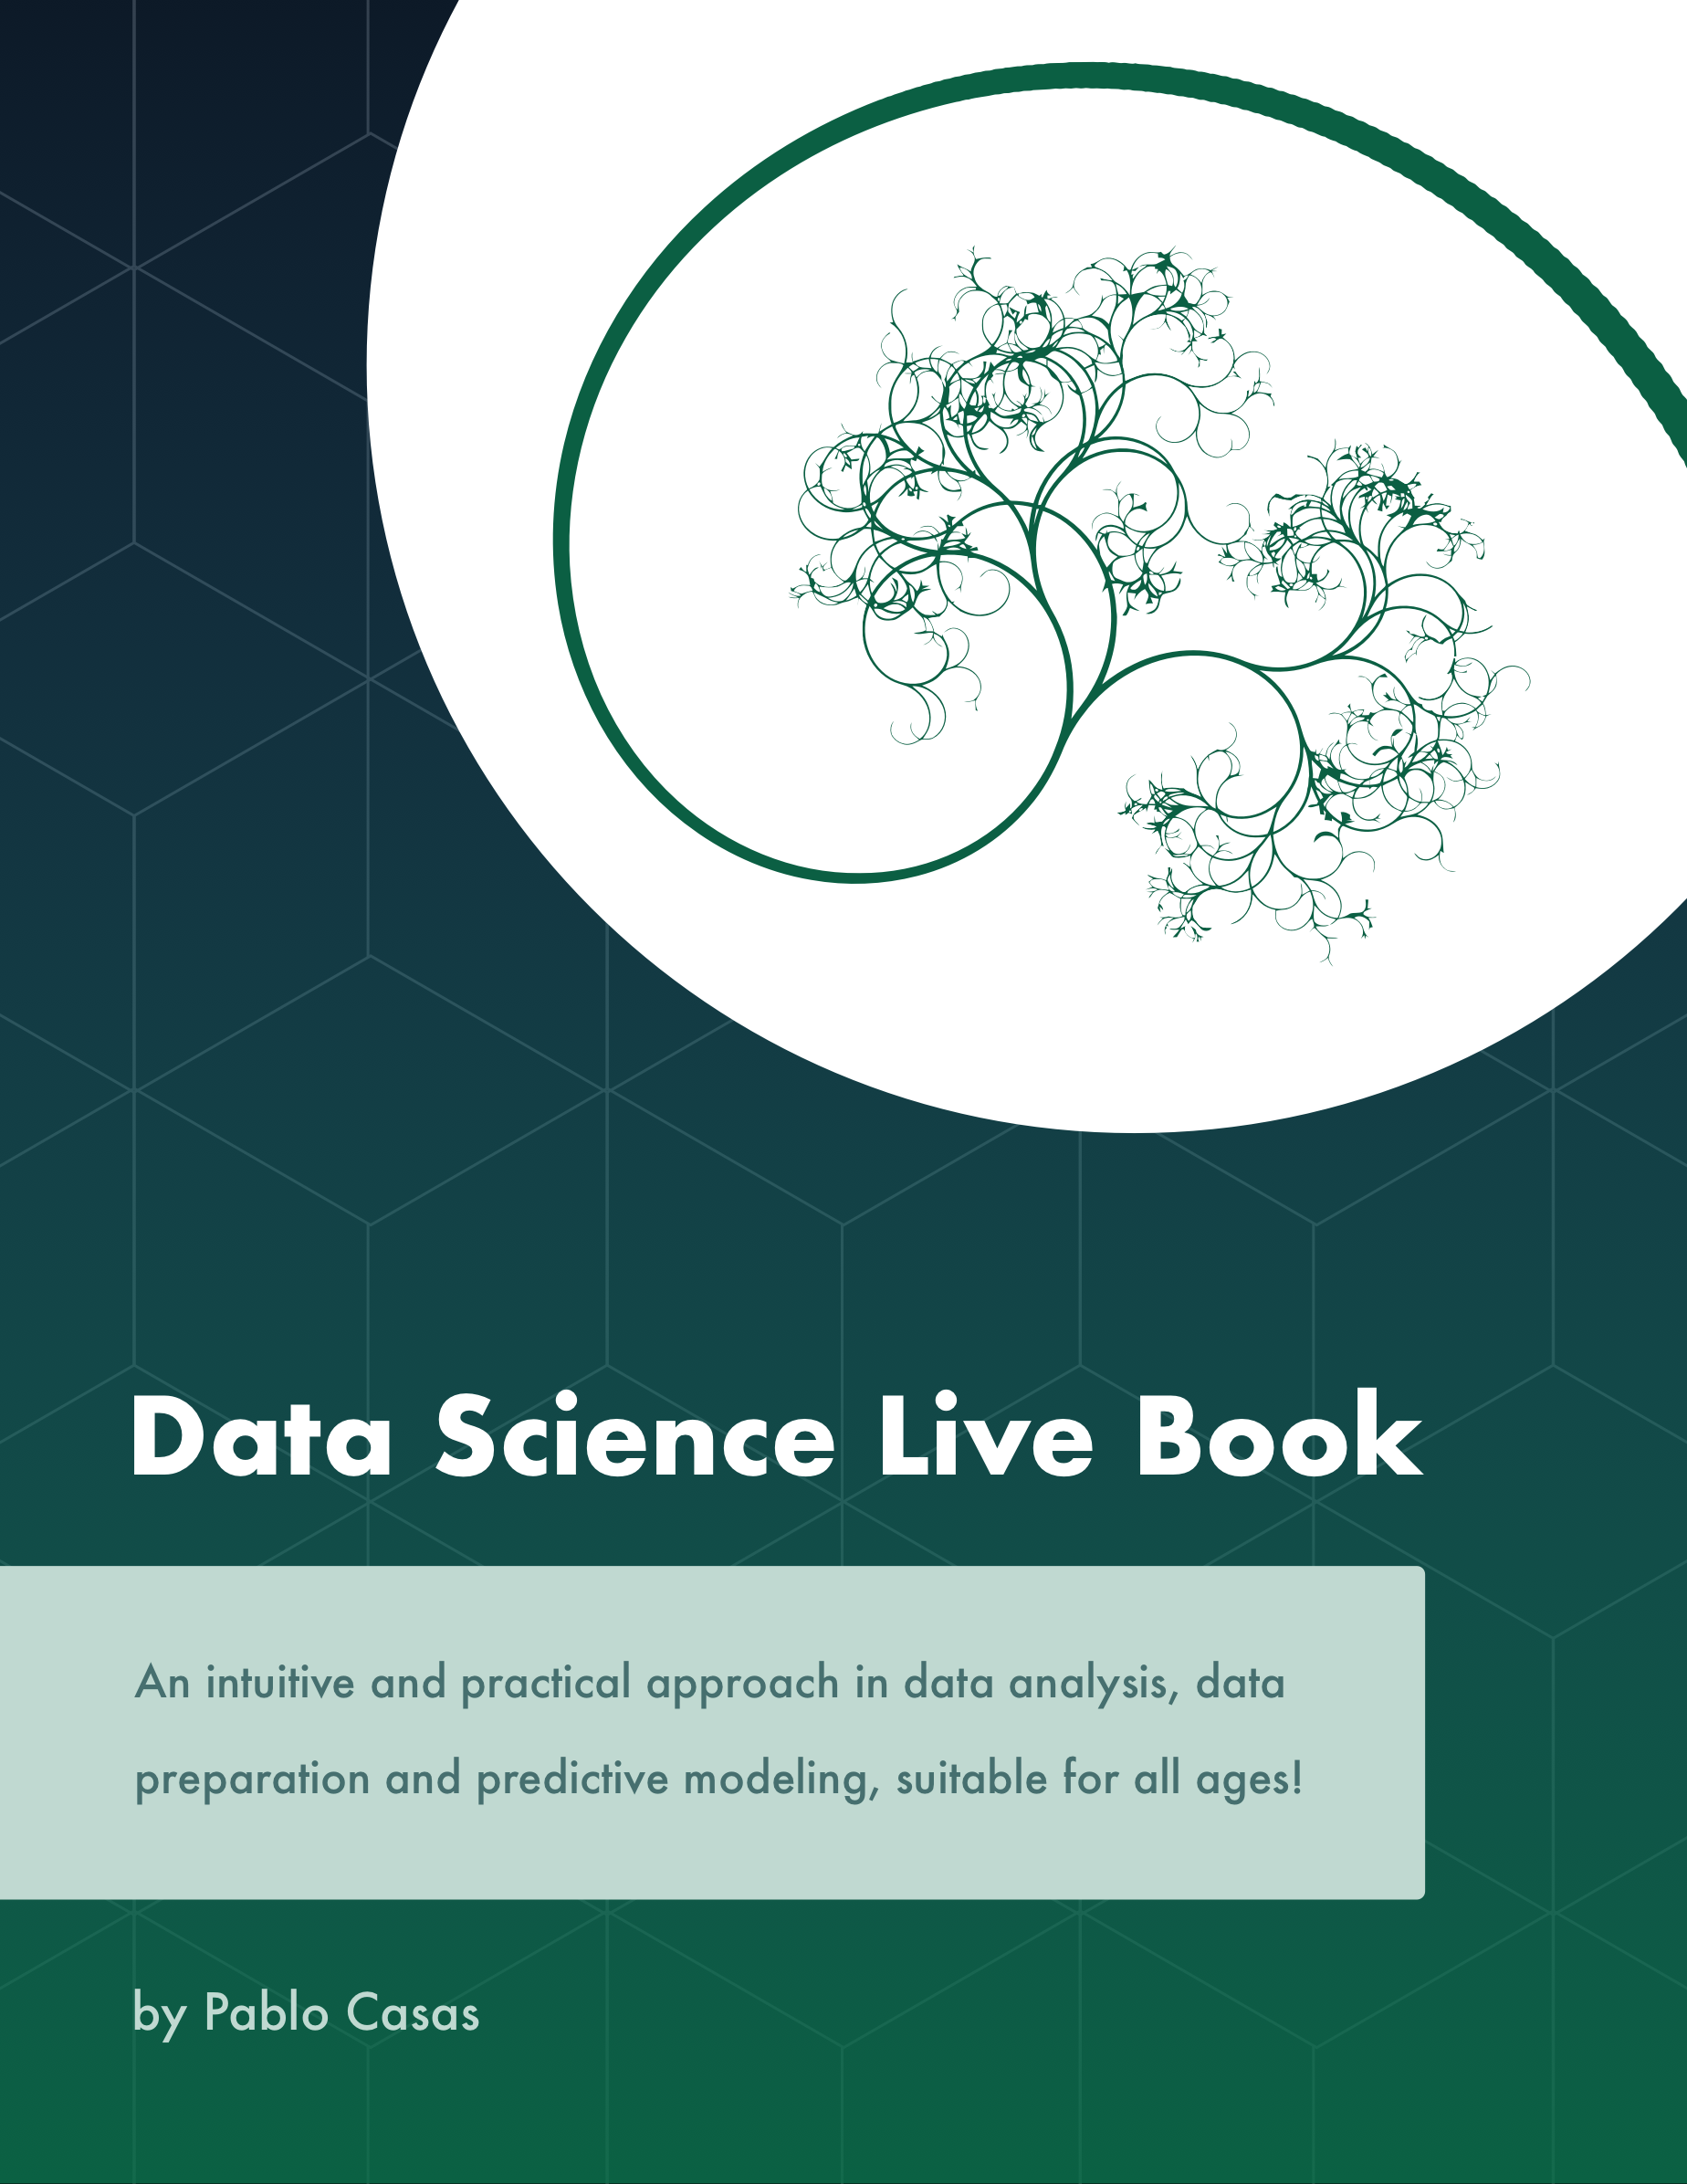 Data Science Live Book
An intuitive and practical approach in data analysis, data
preparation and predictive modeling, suitable for all ages!
by Pablo Casas